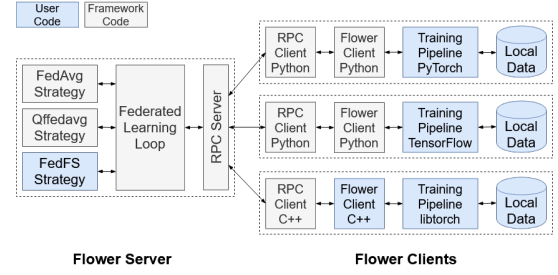 User
Code
Framework
Code
FedAvg
Strategy
Qffedavg
Strategy
FedFS
Strategy
Federated
Learning
Loop
RPC Server
RPC
Client
Python
Flower
Client
Python
Training
Pipeline
PyTorch
Local
Data
RPC
Client
Python
Flower
Client
Python
Training
Pipeline
TensorFlow
Local
Data
RPC
Client
C++
Flower
Client
C++
Training
Pipeline
libtorch
Local
Data
Flower Server
Flower Clients